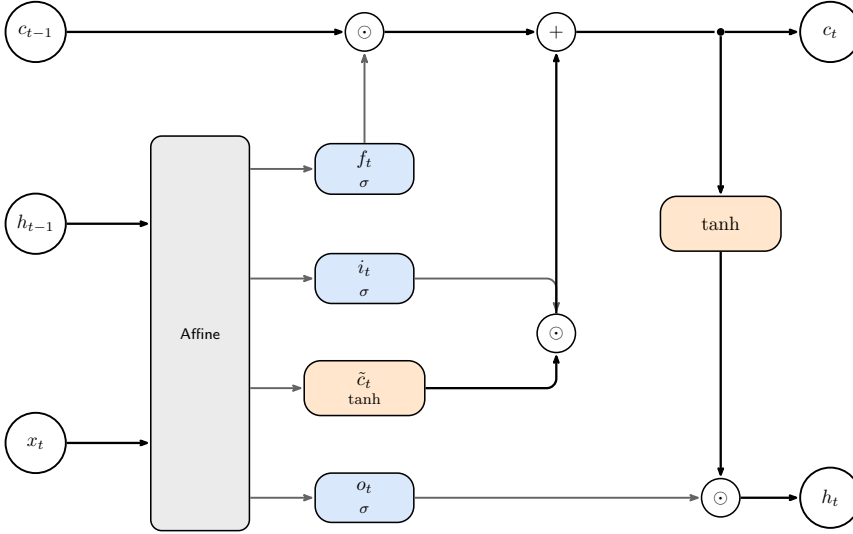 c_{t−1}
⊙
+
c_t
f_t
σ
h_{t−1}
tanh
i_t
σ
Affine
⊙
c̃_t
tanh
x_t
o_t
σ
⊙
h_t